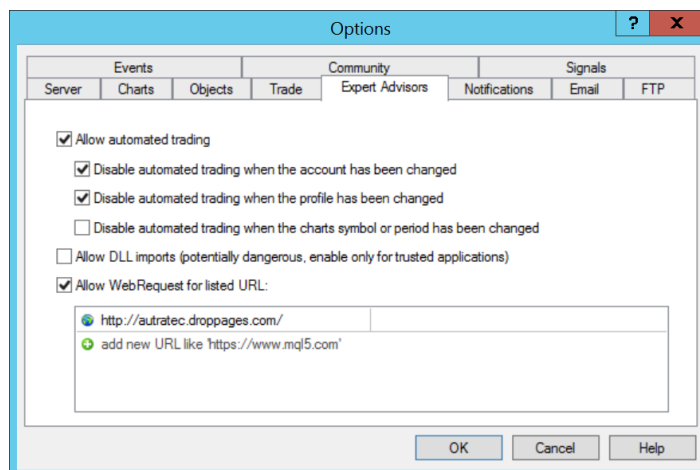 Options
? X
Events Community Signals
Server Charts Objects Trade Expert Advisors Notifications Email FTP
Allow automated trading
Disable automated trading when the account has been changed
Disable automated trading when the profile has been changed
Disable automated trading when the charts symbol or period has been changed
Allow DLL imports (potentially dangerous, enable only for trusted applications)
Allow WebRequest for listed URL:
http://autratec.droppages.com/
add new URL like 'https://www.mql5.com'
OK Cancel Help